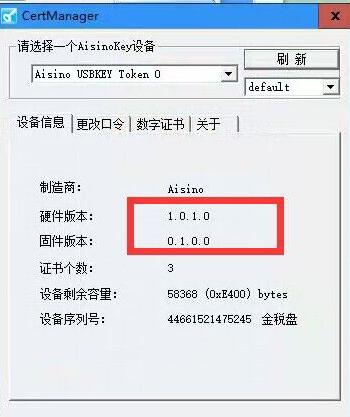 CertManager
请选择一个AisinoKey设备
刷 新
Aisino USBKEY Token 0
default
设备信息 更改口令 数字证书 关于
制造商： Aisino
硬件版本： 1.0.1.0
固件版本： 0.1.0.0
证书个数： 3
设备剩余容量： 58368 (0xE400) bytes
设备序列号： 44661521475245 金税盘